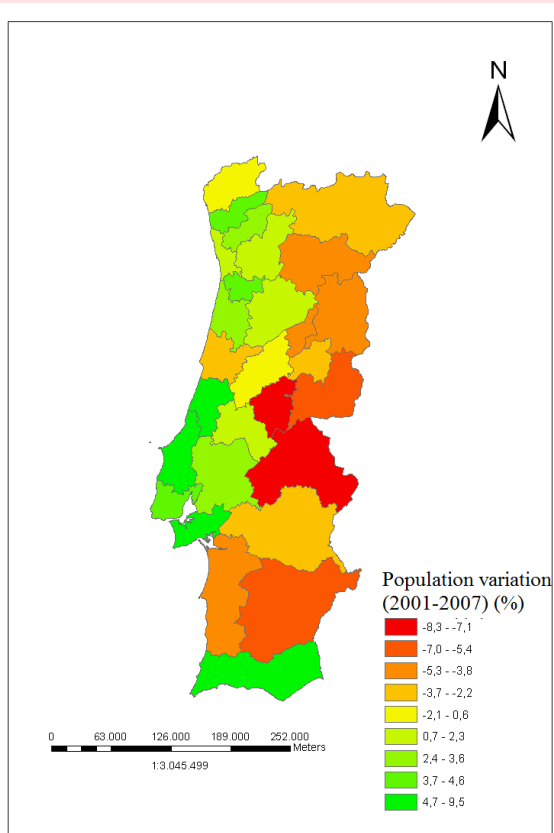 N
Population variation
(2001-2007) (%)
-8,3 - -7,1
-7,0 - -5,4
-5,3 - -3,8
-3,7 - -2,2
-2,1 - 0,6
0,7 - 2,3
2,4 - 3,6
3,7 - 4,6
4,7 - 9,5
0 63.000 126.000 189.000 252.000
Meters
1:3.045.499